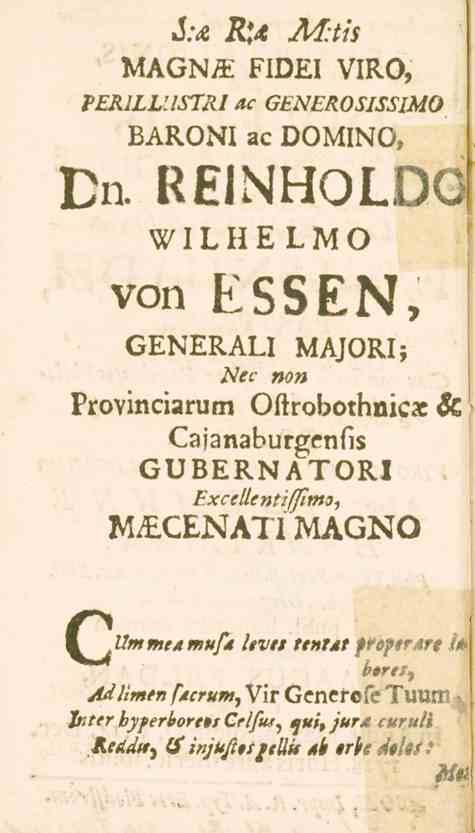 S:æ R:æ M:tis
MAGNÆ FIDEI VIRO,
PERILLUSTRI ac GENEROSISSIMO
BARONI ac DOMINO,
Dn. REINHOLDO
WILHELMO
von ESSEN,
GENERALI MAJORI;
Nec non
Provinciarum Oſtrobothnicæ &
Cajanaburgenſis
GUBERNATORI
Excellentiſſimo,
MÆCENATI MAGNO
CUm mea muſa leves tentat properare la-
bores,
Ad limen ſacrum, Vir Generoſe Tuum,
Inter hyperboreos Celſus, qui, jura curuli
Reddis, & injuſtos pellis ab orbe dolos: